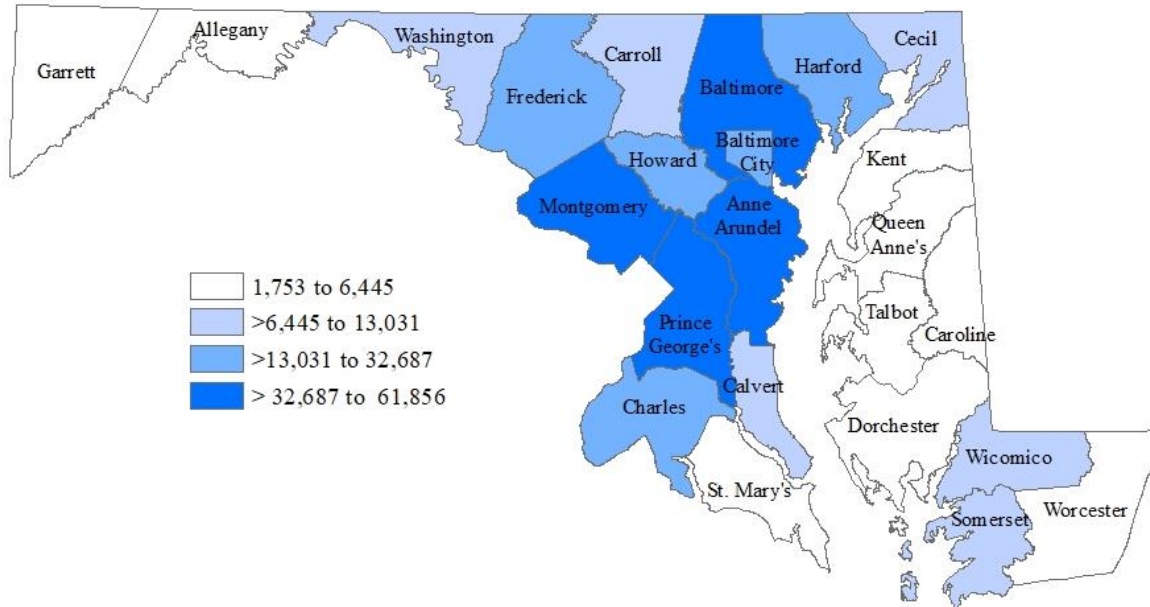 Allegany
Garrett
Washington
Carroll
Cecil
Harford
Baltimore
Frederick
Baltimore
City
Howard
Kent
Montgomery
Anne
Arundel
Queen
Anne's
1,753 to 6,445
>6,445 to 13,031
>13,031 to 32,687
> 32,687 to 61,856
Talbot
Caroline
Prince
George's
Calvert
Charles
Dorchester
Wicomico
St. Mary's
Somerset
Worcester